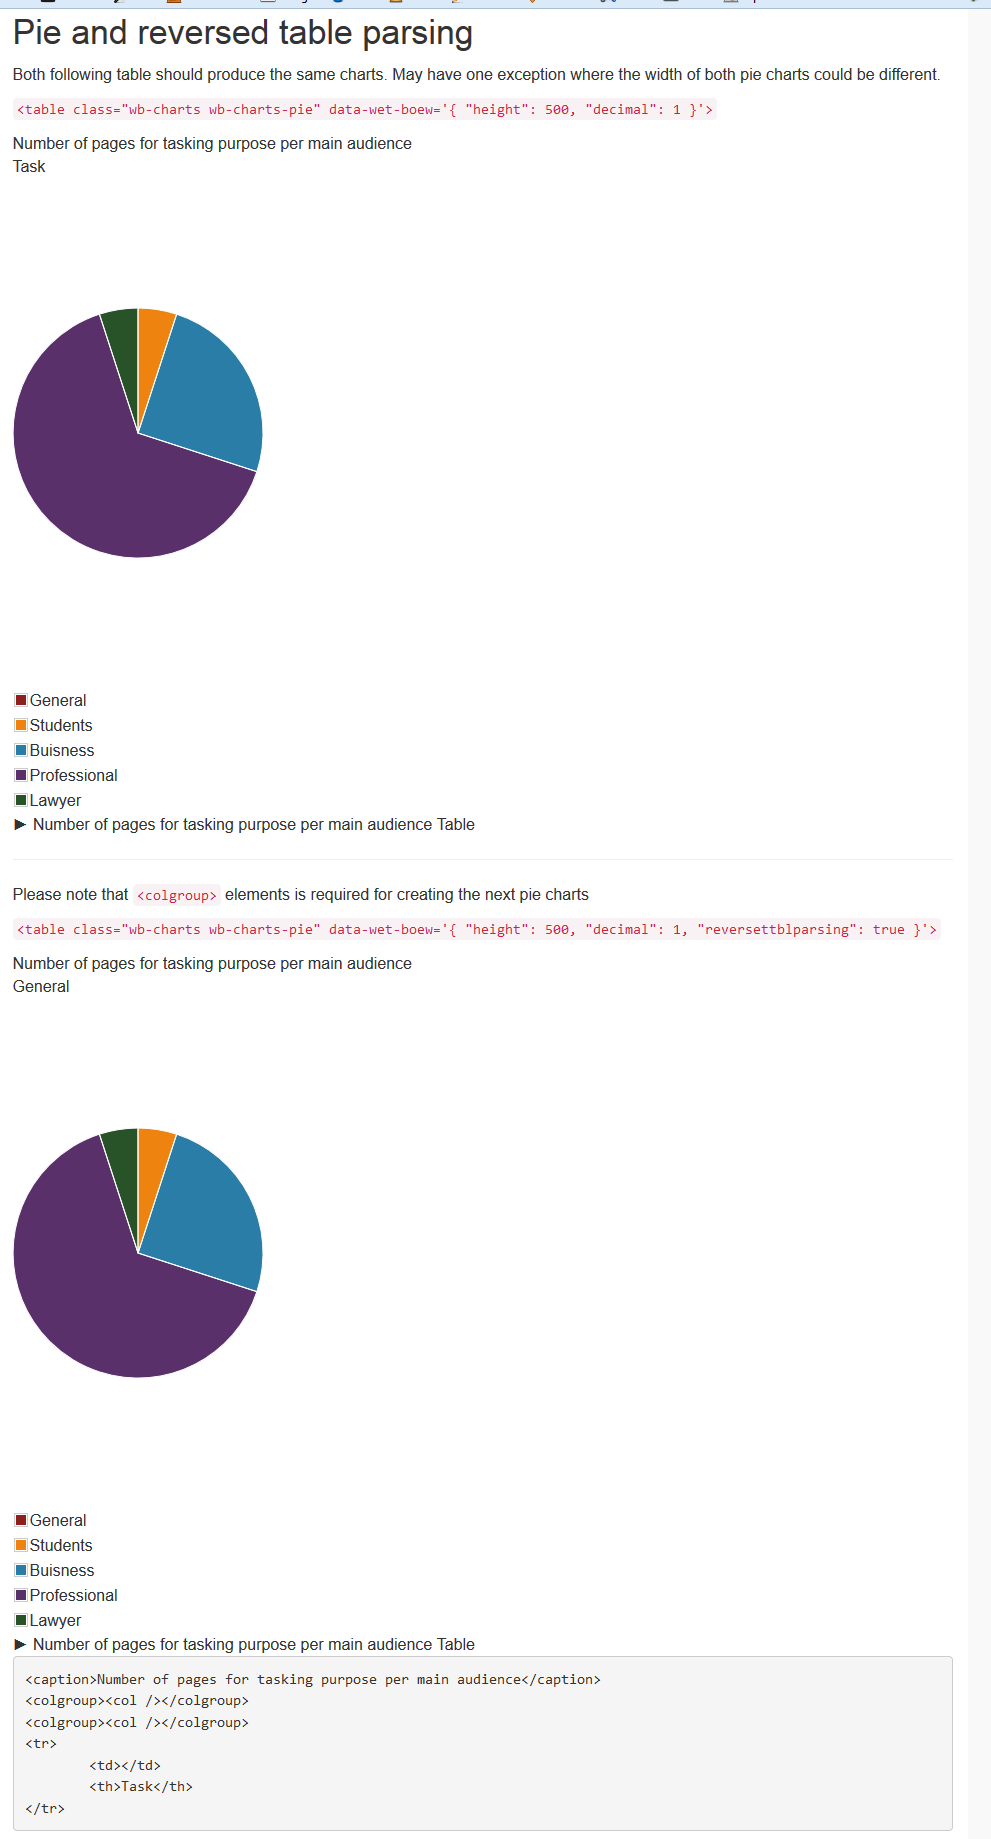 Pie and reversed table parsing
Both following table should produce the same charts. May have one exception where the width of both pie charts could be different.
<table class="wb-charts wb-charts-pie" data-wet-boew='{ "height": 500, "decimal": 1 }'>
Number of pages for tasking purpose per main audience
Task
General
Students
Buisness
Professional
Lawyer
► Number of pages for tasking purpose per main audience Table
Please note that <colgroup> elements is required for creating the next pie charts
<table class="wb-charts wb-charts-pie" data-wet-boew='{ "height": 500, "decimal": 1, "reversettblparsing": true }'>
Number of pages for tasking purpose per main audience
General
General
Students
Buisness
Professional
Lawyer
► Number of pages for tasking purpose per main audience Table
<caption>Number of pages for tasking purpose per main audience</caption>
<colgroup><col /></colgroup>
<colgroup><col /></colgroup>
<tr>
<td></td>
<th>Task</th>
</tr>